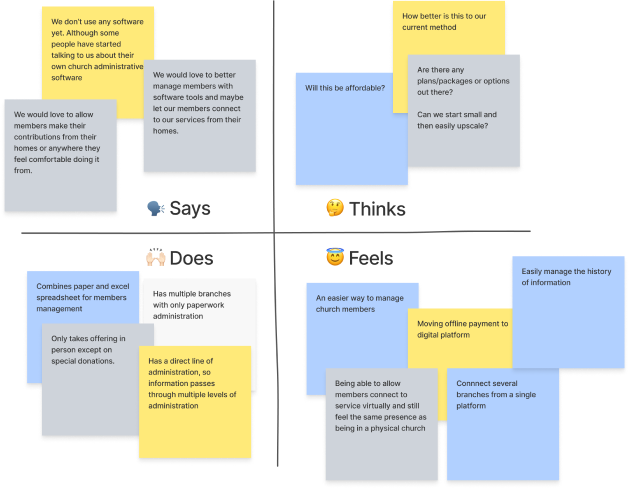 We don't use any software
yet. Although some
people have started
talking to us about their
own church administrative
software
We would love to better
manage members with
software tools and maybe
let our members connect
to our services from their
homes.
We would love to allow
members make their
contributions from their
homes or anywhere they
feel comfortable doing it
from.
Says
How better is this to our
current method
Are there any
plans/packages or options
out there?
Can we start small and
then easily upscale?
Will this be affordable?
Thinks
Does
Combines paper and excel
spreadsheet for members
management
Has multiple branches
with only paperwork
administration
Only takes offering in
person except on
special donations.
Has a direct line of
administration, so
information passes
through multiple levels of
administration
Feels
Easily manage the history
of information
An easier way to manage
church members
Moving offline payment to
digital platform
Being able to allow
members connect to
service virtually and still
feel the same presence as
being in a physical church
Connnect several
branches from a single
platform